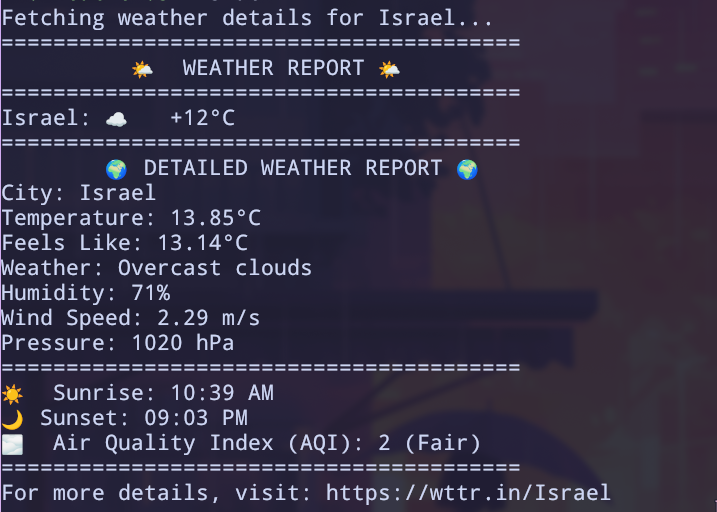 Fetching weather details for Israel...
========================================
🌤️ WEATHER REPORT 🌤️
========================================
Israel: ☁️ +12°C
========================================
🌍 DETAILED WEATHER REPORT 🌍
City: Israel
Temperature: 13.85°C
Feels Like: 13.14°C
Weather: Overcast clouds
Humidity: 71%
Wind Speed: 2.29 m/s
Pressure: 1020 hPa
========================================
☀️ Sunrise: 10:39 AM
🌙 Sunset: 09:03 PM
🌫️ Air Quality Index (AQI): 2 (Fair)
========================================
For more details, visit: https://wttr.in/Israel